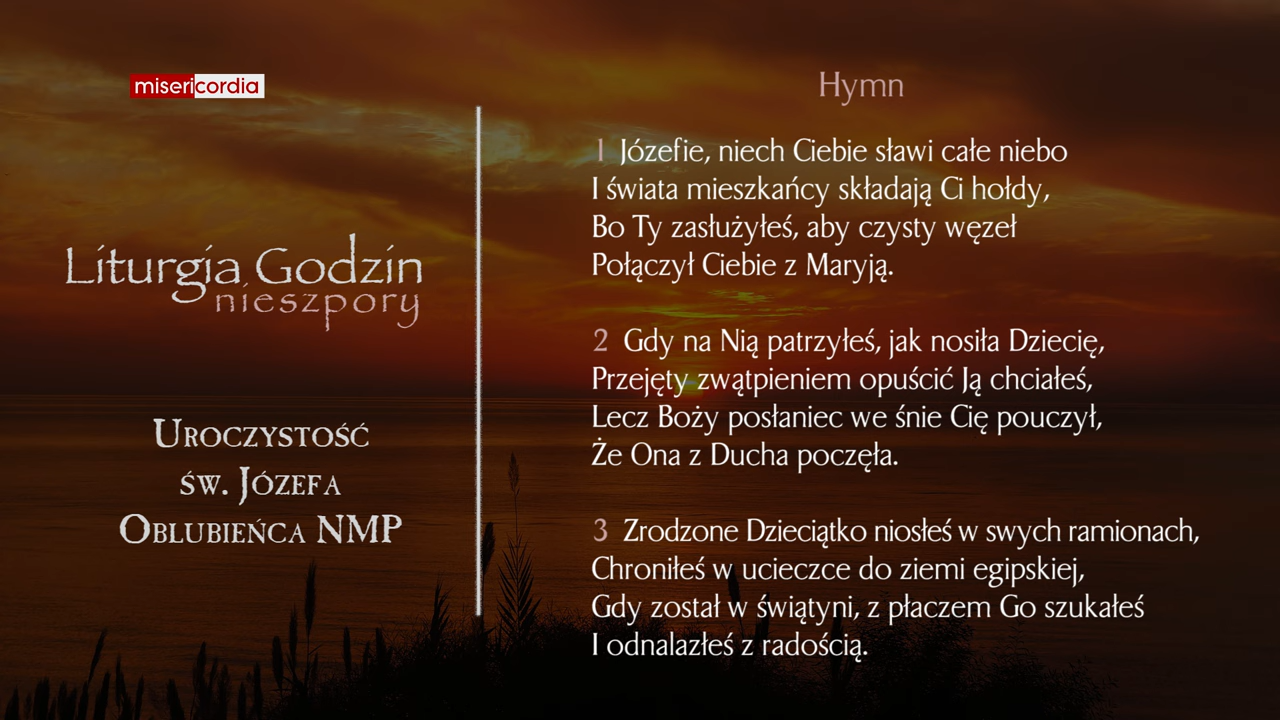 misericordia
Liturgia Godzin
nieszpory
Uroczystość
św. Józefa
Oblubieńca NMP
Hymn
1 Józefie, niech Ciebie sławi całe niebo
I świata mieszkańcy składają Ci hołdy,
Bo Ty zasłużyłeś, aby czysty węzeł
Połączył Ciebie z Maryją.
2 Gdy na Nią patrzyłeś, jak nosiła Dziecię,
Przejęty zwątpieniem opuścić Ją chciałeś,
Lecz Boży posłaniec we śnie Cię pouczył,
Że Ona z Ducha poczęła.
3 Zrodzone Dzieciątko niosłeś w swych ramionach,
Chroniłeś w ucieczce do ziemi egipskiej,
Gdy został w świątyni, z płaczem Go szukałeś
I odnalazłeś z radością.